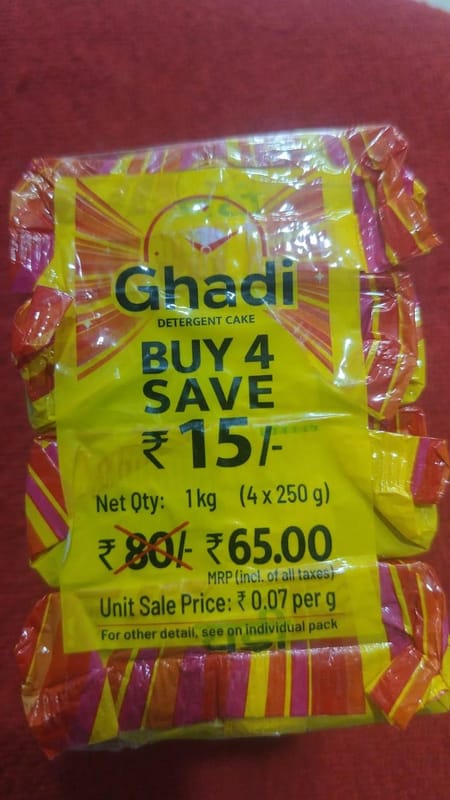 Ghadi
DETERGENT CAKE
BUY 4
SAVE
₹ 15/-
Net Qty: 1kg (4 x 250 g)
₹ 80/- ₹ 65.00
MRP (incl. of all taxes)
Unit Sale Price: ₹ 0.07 per g
For other detail, see on individual pack